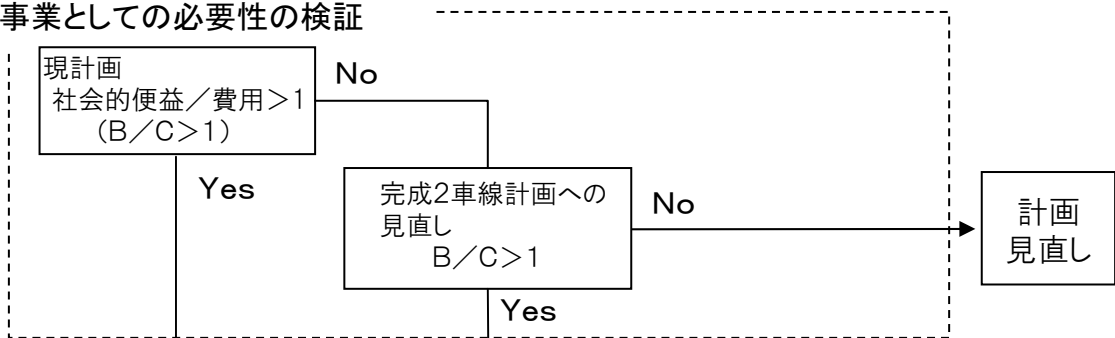 事業としての必要性の検証
現計画
社会的便益／費用＞1
（B／C＞1）
No
Yes
完成2車線計画への
見直し
B／C＞1
No
Yes
計画
見直し